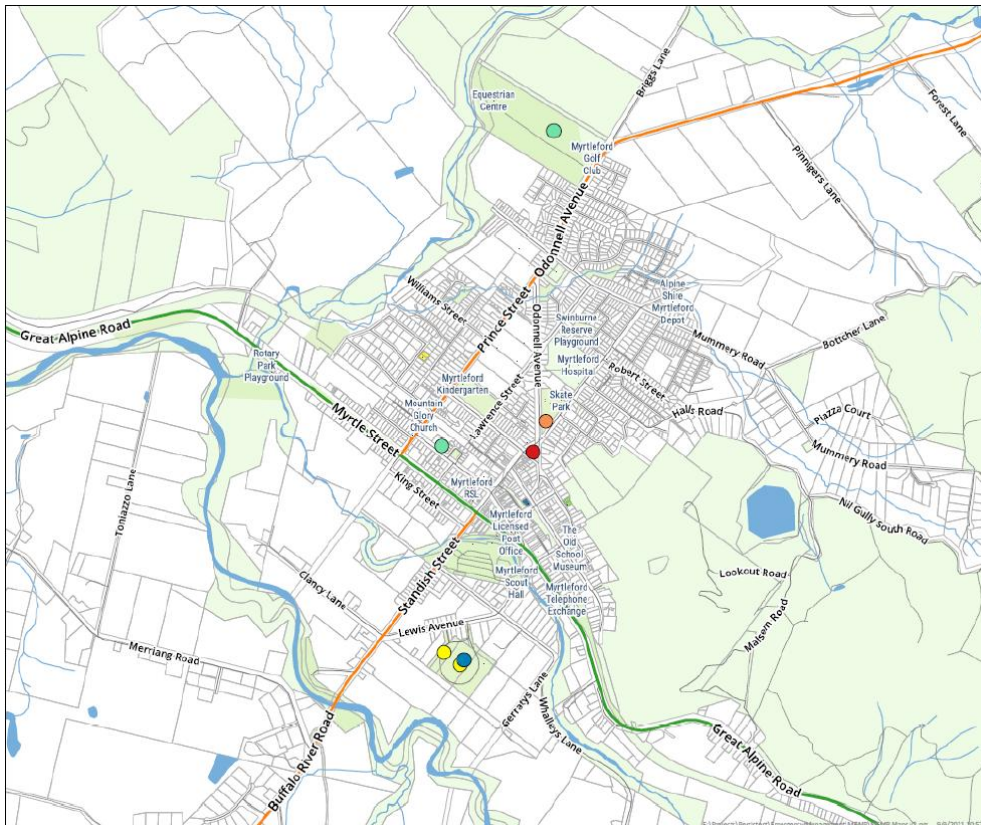 Briggs Lane
Equestrian
Centre
Forest Lane
Myrtleford
Golf
Club
Pinnigers Lane
Odonnell Avenue
Williams Street
Alpine
Shire
Myrtleford
Depot
Great Alpine Road
Prince Street
Odonnell Avenue
Swinburne
Reserve
Playground
Bottcher Lane
Mummery Road
Rotary
Park
Playground
Myrtleford
Hospital
Myrtleford
Kindergarten
Lawrence Street
Robert Street
Skate
Park
Mountain
Glory
Church
Myrtle Street
Halls Road
Piazza Court
Mummery Road
King Street
Myrtleford
RSL
Toniazzo Lane
Nil Gully South Road
Myrtleford
Licensed
Post
Office
The
Old
School
Museum
Myrtleford
Scout
Hall
Myrtleford
Telephone
Exchange
Lookout Road
Clancy Lane
Standish Street
Lewis Avenue
Merriang Road
Gerratys Lane
Whalleys Lane
Buffalo River Road
Great Alpine Road